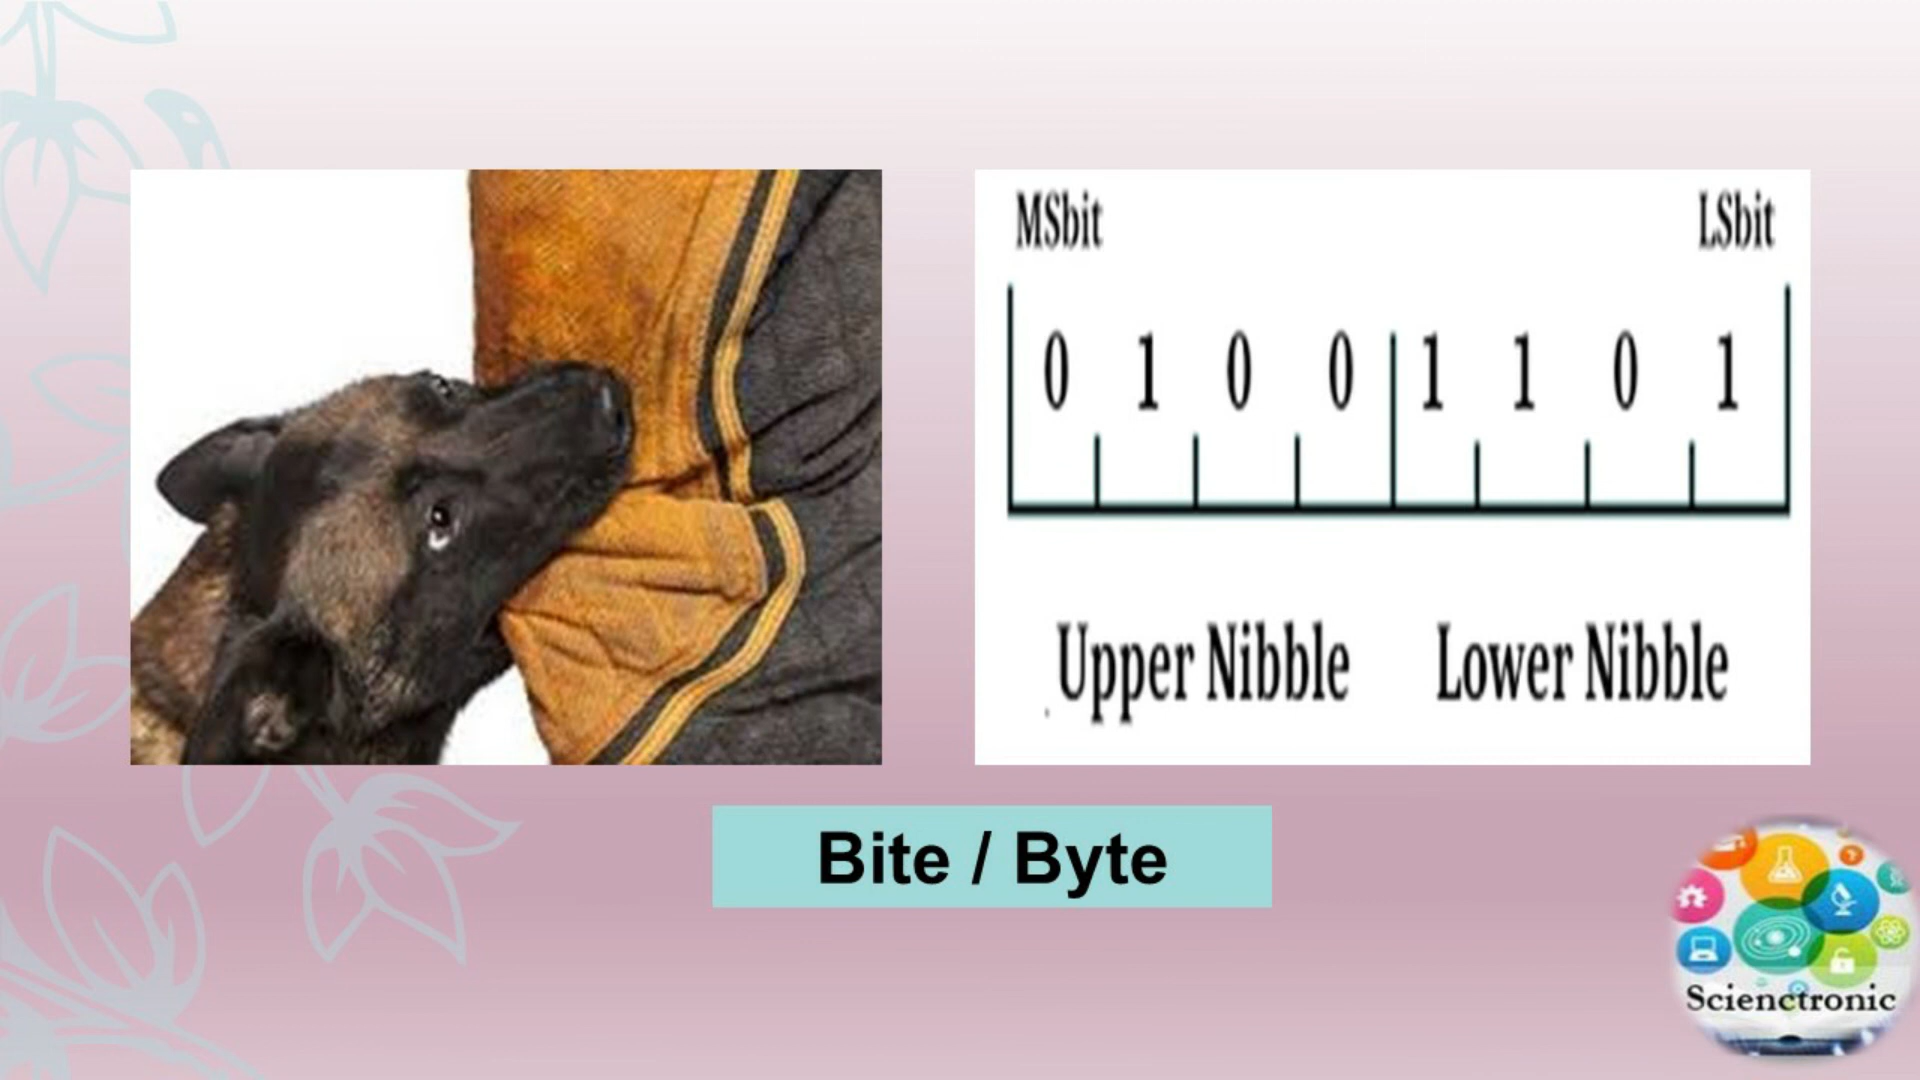 MSbit LSbit
0 1 0 0 1 1 0 1
Upper Nibble Lower Nibble
Bite / Byte
Scienctronic